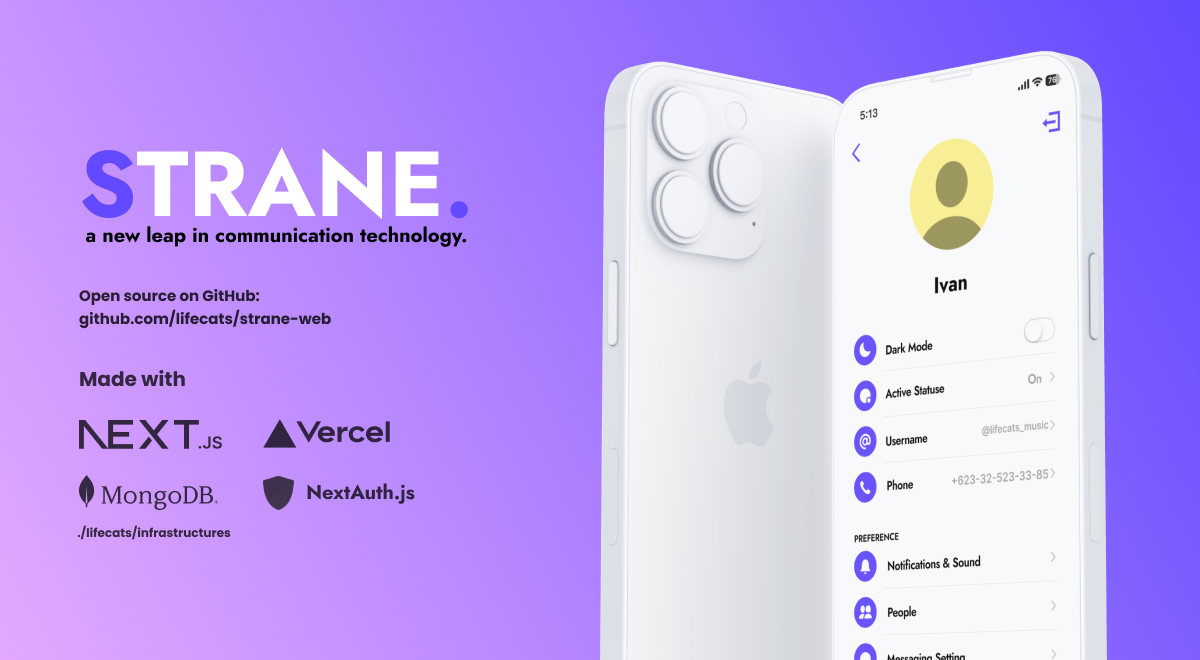 STRANE.
a new leap in communication technology.
Open source on GitHub:
github.com/lifecats/strane-web
Made with
NEXT.JS
Vercel
MongoDB.
NextAuth.js
./lifecats/infrastructures
5:13
76
Ivan
Dark Mode
Active Statuse
On
Username
@lifecats_music
Phone
+623-32-523-33-85
PREFERENCE
Notifications & Sound
People
Messaging Setting